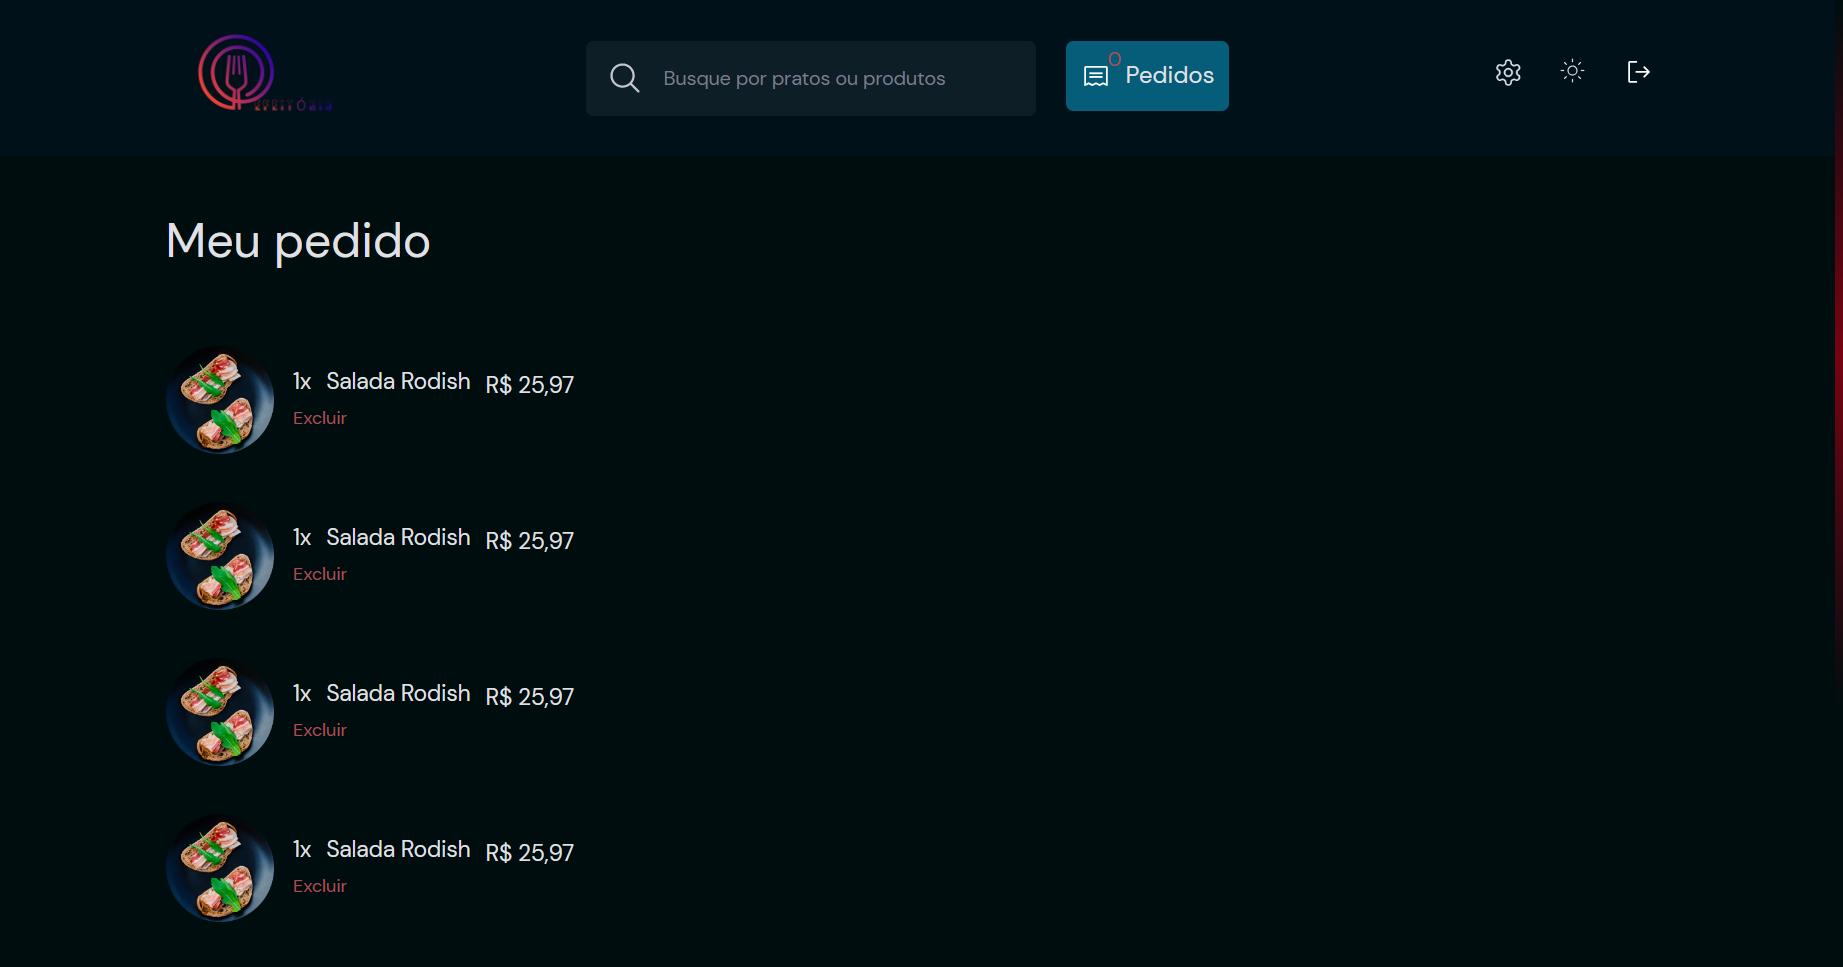 Busque por pratos ou produtos
0
Pedidos
Meu pedido
1x Salada Rodish R$ 25,97
Excluir
1x Salada Rodish R$ 25,97
Excluir
1x Salada Rodish R$ 25,97
Excluir
1x Salada Rodish R$ 25,97
Excluir